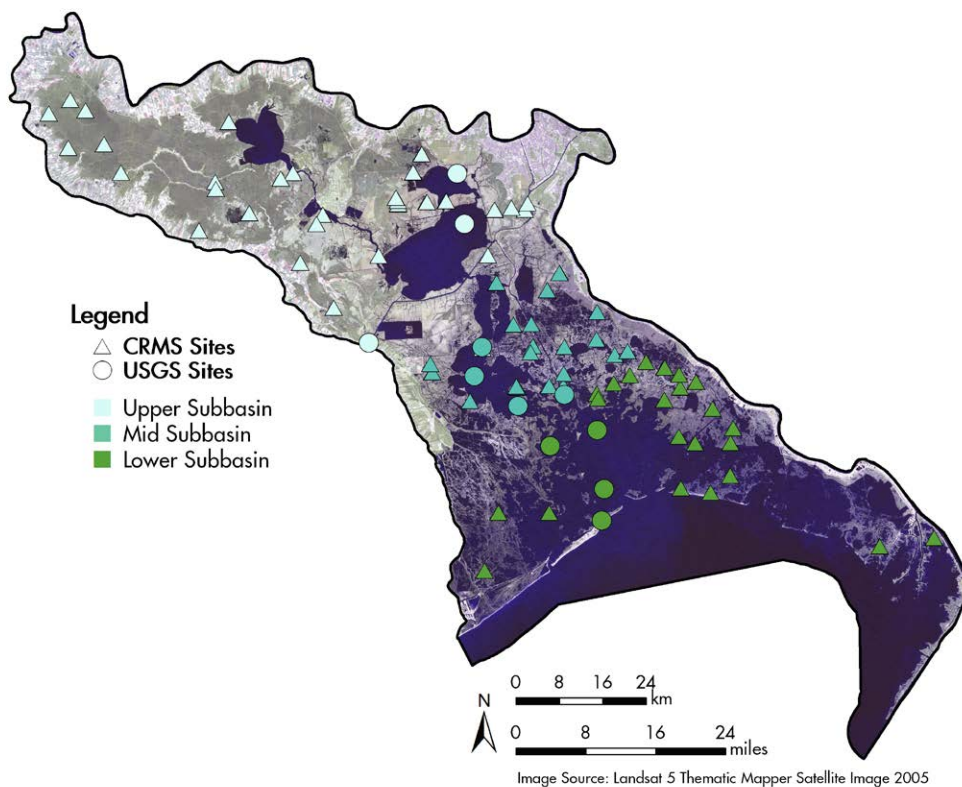 Legend
CRMS Sites
USGS Sites
Upper Subbasin
Mid Subbasin
Lower Subbasin
N
0 8 16 24
km
0 8 16 24
miles
Image Source: Landsat 5 Thematic Mapper Satellite Image 2005